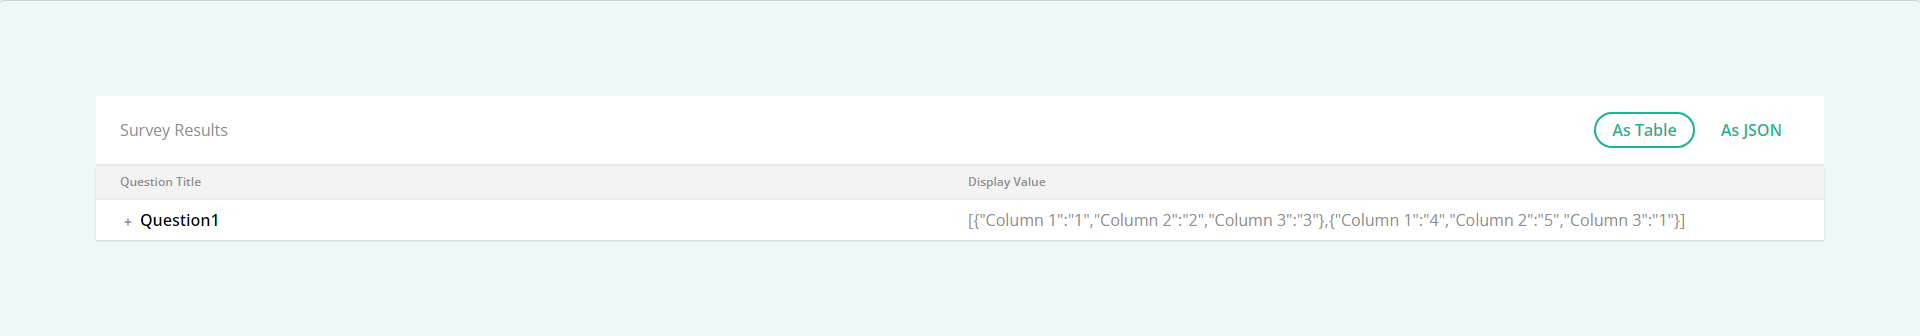 Survey Results
As Table
As JSON
Question Title
Display Value
+ Question1
[{"Column 1":"1","Column 2":"2","Column 3":"3"},{"Column 1":"4","Column 2":"5","Column 3":"1"}]